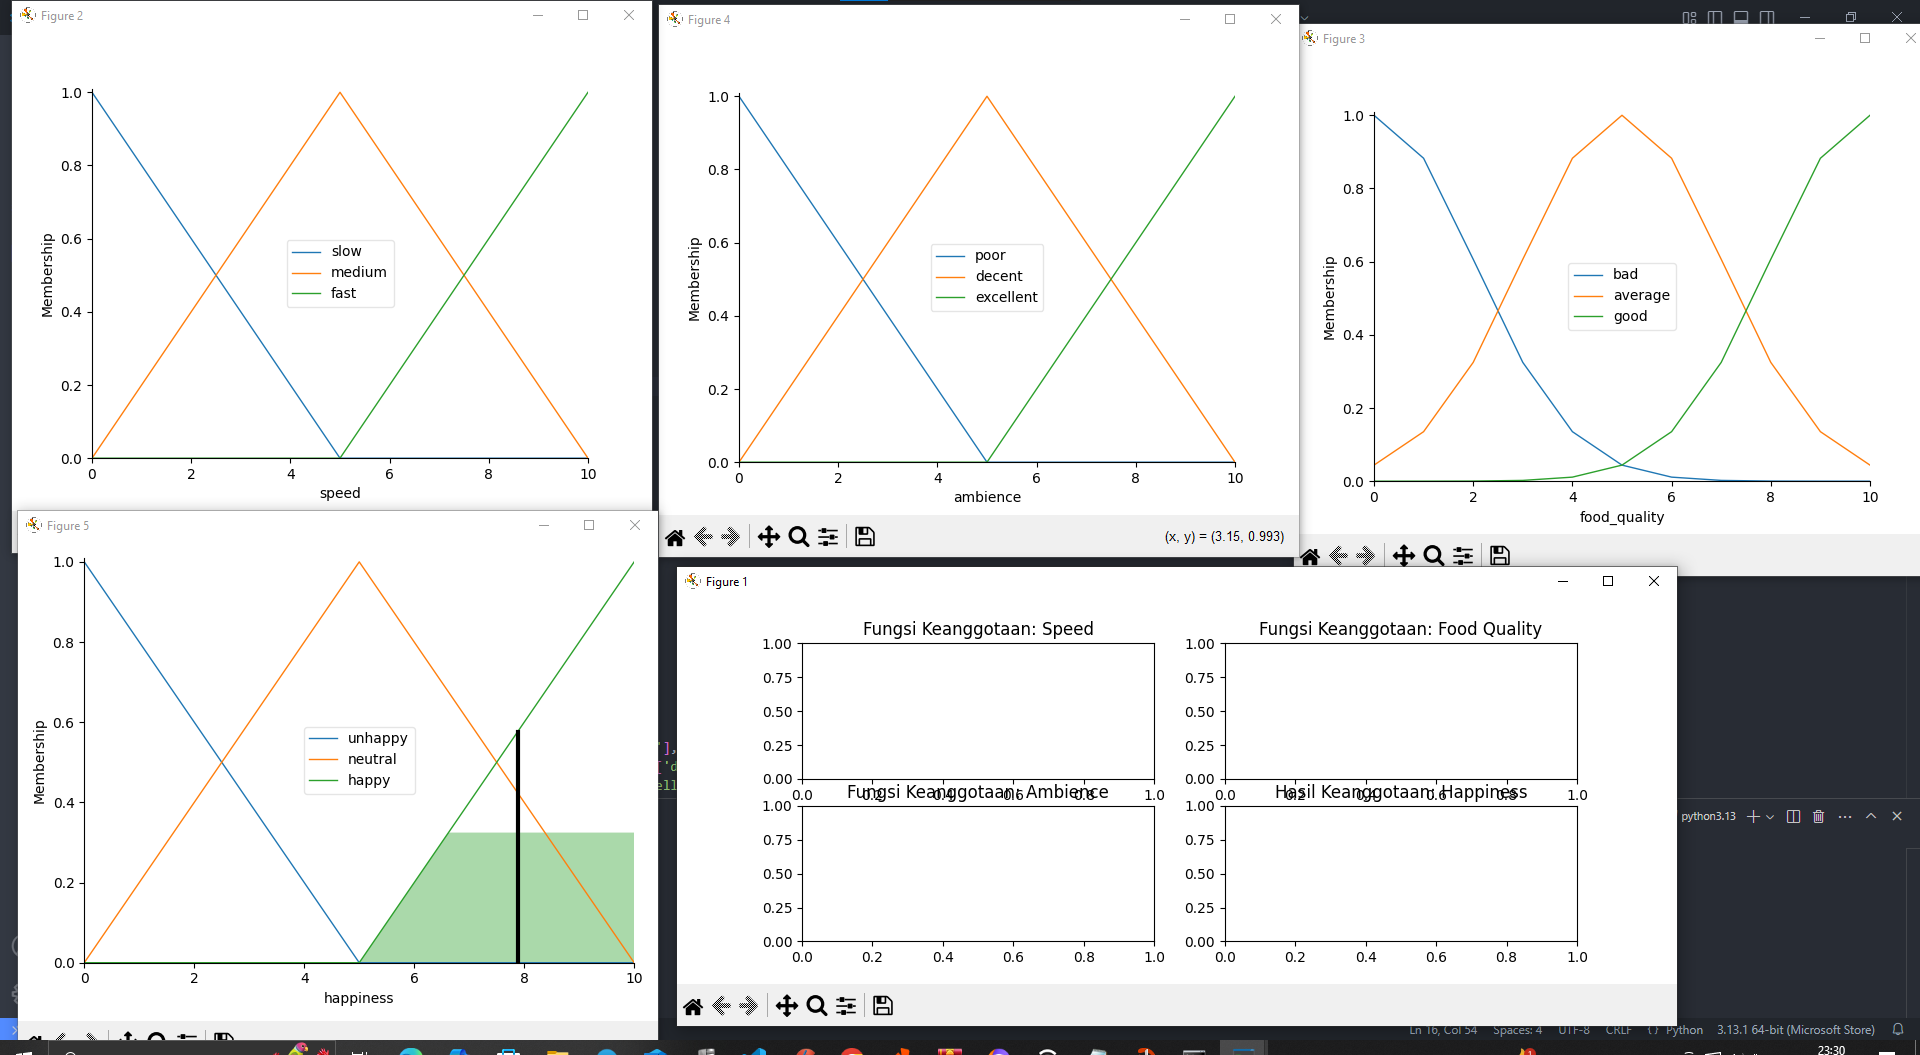 Figure 2
1.0
0.8
0.6
0.4
0.2
0.0
Membership
slow
medium
fast
0 2 4 6 8 10
speed
Figure 4
1.0
0.8
0.6
0.4
0.2
0.0
Membership
poor
decent
excellent
0 2 4 6 8 10
ambience
(x, y) = (3.15, 0.993)
Figure 3
1.0
0.8
0.6
0.4
0.2
0.0
Membership
bad
average
good
0 2 4 6 8 10
food_quality
Figure 5
1.0
0.8
0.6
0.4
0.2
0.0
Membership
unhappy
neutral
happy
0 2 4 6 8 10
happiness
Figure 1
Fungsi Keanggotaan: Speed
1.00
0.75
0.50
0.25
0.00
0.0 0.2 0.4 0.6 0.8 1.0
Fungsi Keanggotaan: Food Quality
1.00
0.75
0.50
0.25
0.00
0.0 0.2 0.4 0.6 0.8 1.0
Fungsi Keanggotaan: Ambience
1.00
0.75
0.50
0.25
0.00
0.0 0.2 0.4 0.6 0.8 1.0
Hasil Keanggotaan: Happiness
1.00
0.75
0.50
0.25
0.00
0.0 0.2 0.4 0.6 0.8 1.0
'],
['d
ell
python3.13
Ln 16, Col 54 Spaces: 4 UTF-8 CRLF { } Python 3.13.1 64-bit (Microsoft Store)
23:30